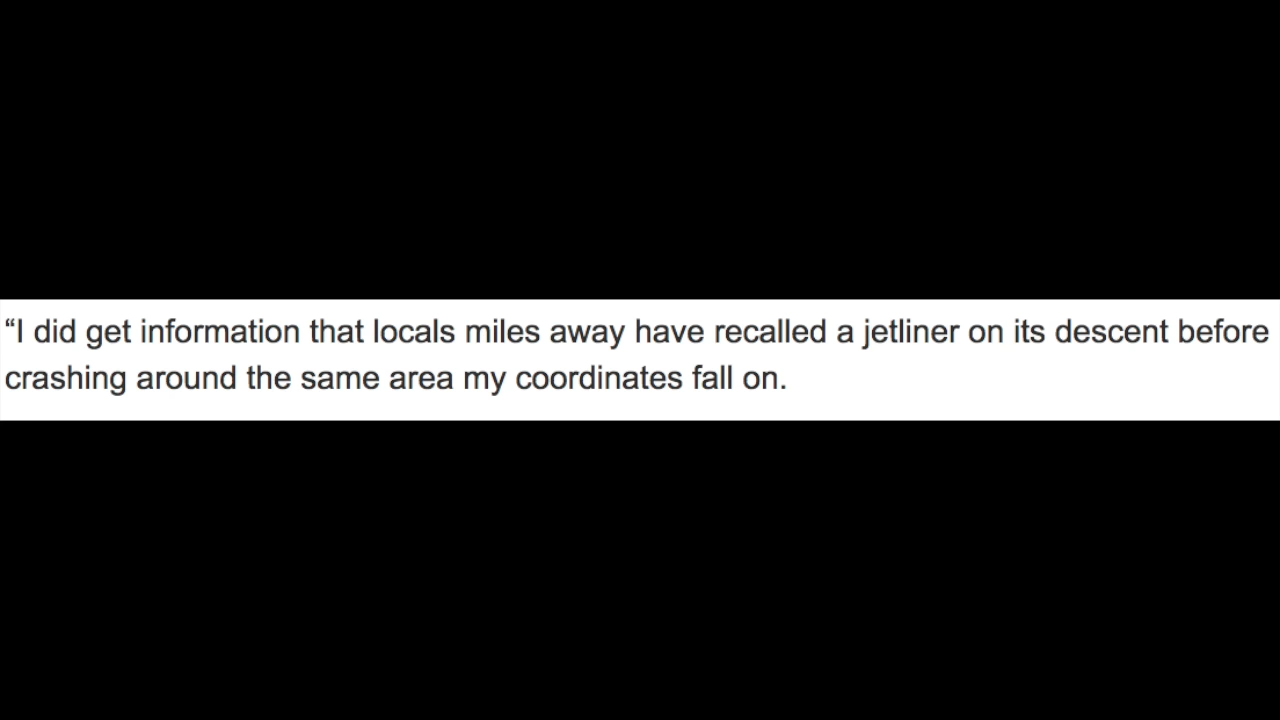 “I did get information that locals miles away have recalled a jetliner on its descent before
crashing around the same area my coordinates fall on.